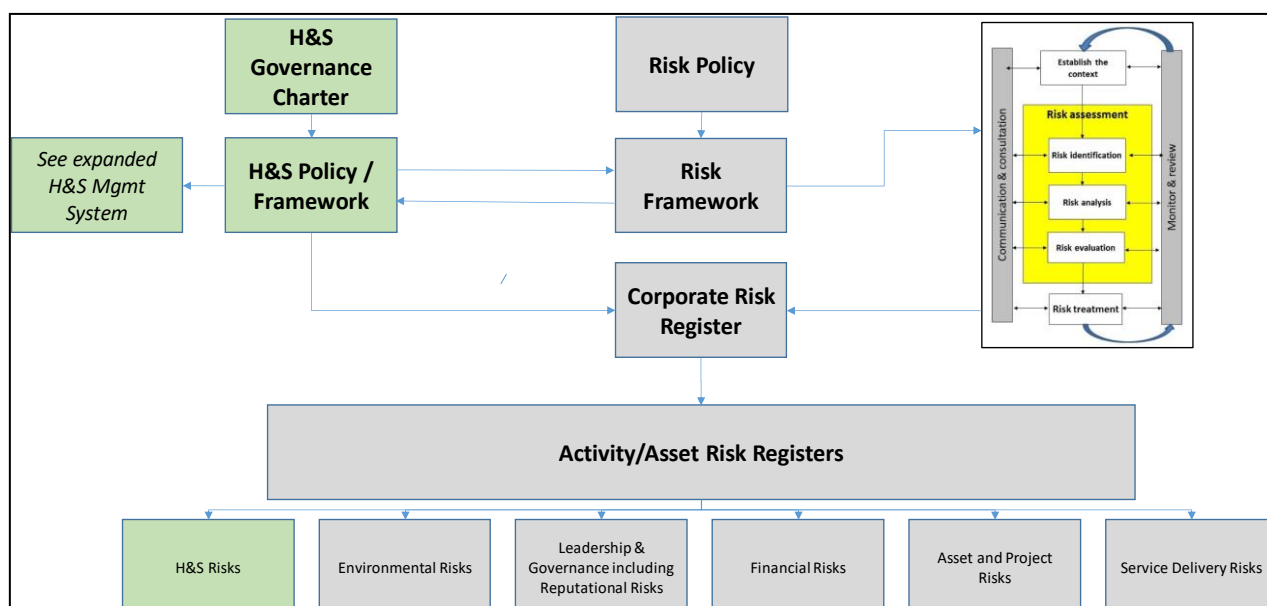 H&S
Governance
Charter
Risk Policy
See expanded
H&S Mgmt
System
H&S Policy /
Framework
Risk
Framework
Corporate Risk
Register
Communication & consultation
Establish the
context
Risk assessment
Risk identification
Risk analysis
Risk evaluation
Risk treatment
Monitor & review
/
Activity/Asset Risk Registers
H&S Risks
Environmental Risks
Leadership &
Governance including
Reputational Risks
Financial Risks
Asset and Project
Risks
Service Delivery Risks